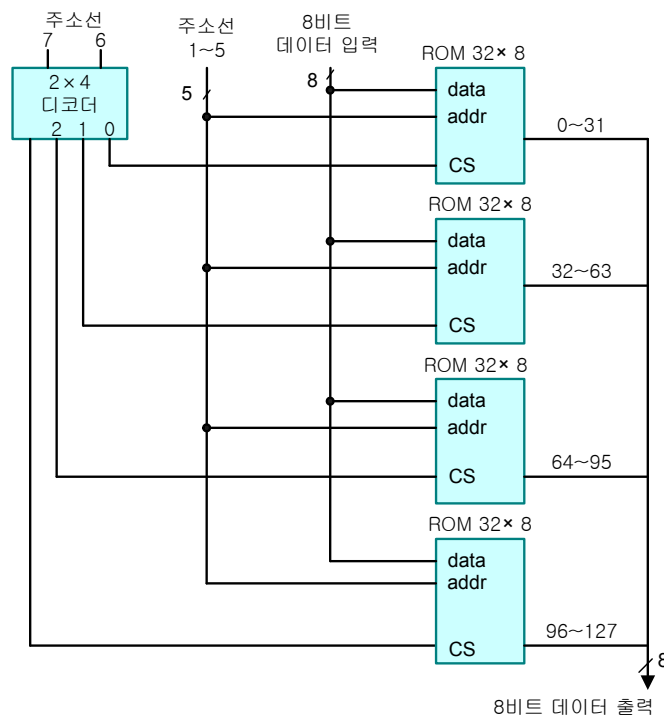 주소선
7 6
2×4
디코더
2 1 0
주소선
1~5
5
8비트
데이터 입력
8
ROM 32× 8
data
addr
CS
0~31
ROM 32× 8
data
addr
CS
32~63
ROM 32× 8
data
addr
CS
64~95
ROM 32× 8
data
addr
CS
96~127
8
8비트 데이터 출력